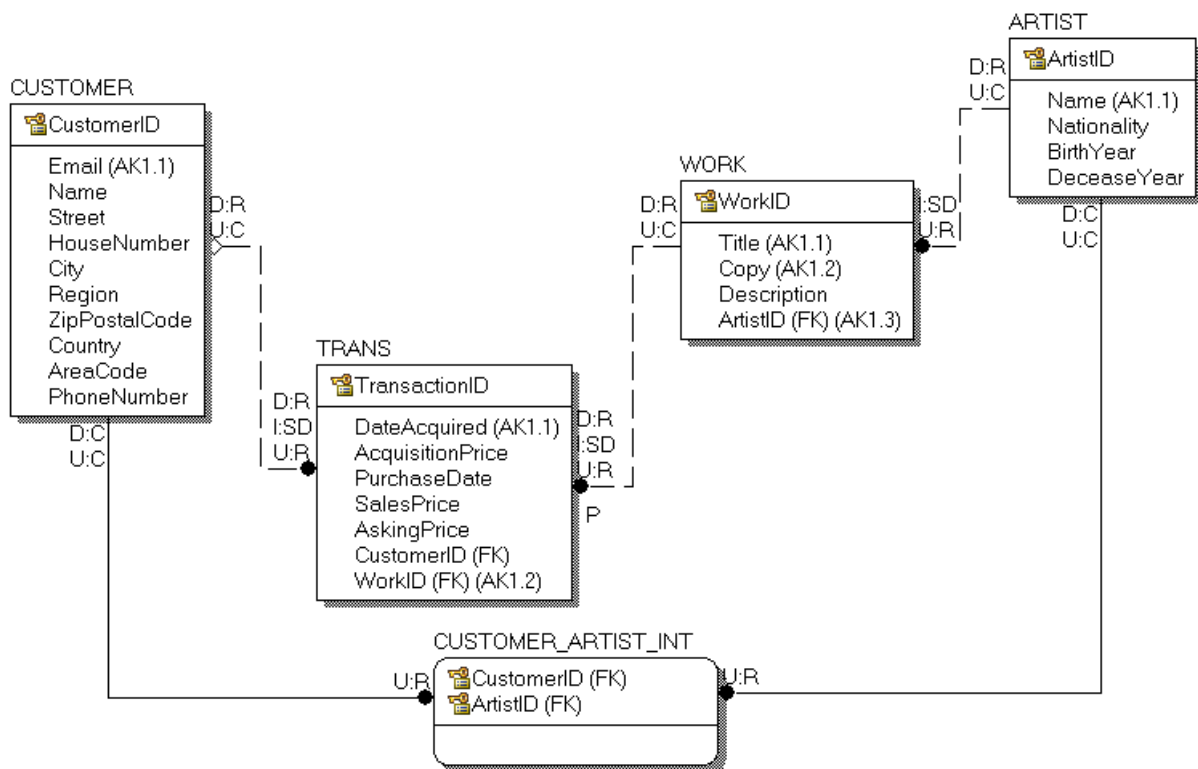 CUSTOMER
CustomerID
Email (AK1.1)
Name
Street
HouseNumber
City
Region
ZipPostalCode
Country
AreaCode
PhoneNumber
D:R
U:C
D:C
U:C
TRANS
TransactionID
DateAcquired (AK1.1)
AcquisitionPrice
PurchaseDate
SalesPrice
AskingPrice
CustomerID (FK)
WorkID (FK) (AK1.2)
D:R
I:SD
U:R
D:R
I:SD
U:R
P
WORK
WorkID
Title (AK1.1)
Copy (AK1.2)
Description
ArtistID (FK) (AK1.3)
D:R
U:C
I:SD
U:R
ARTIST
ArtistID
Name (AK1.1)
Nationality
BirthYear
DeceaseYear
D:R
U:C
D:C
U:C
CUSTOMER_ARTIST_INT
CustomerID (FK)
ArtistID (FK)
U:R
U:R